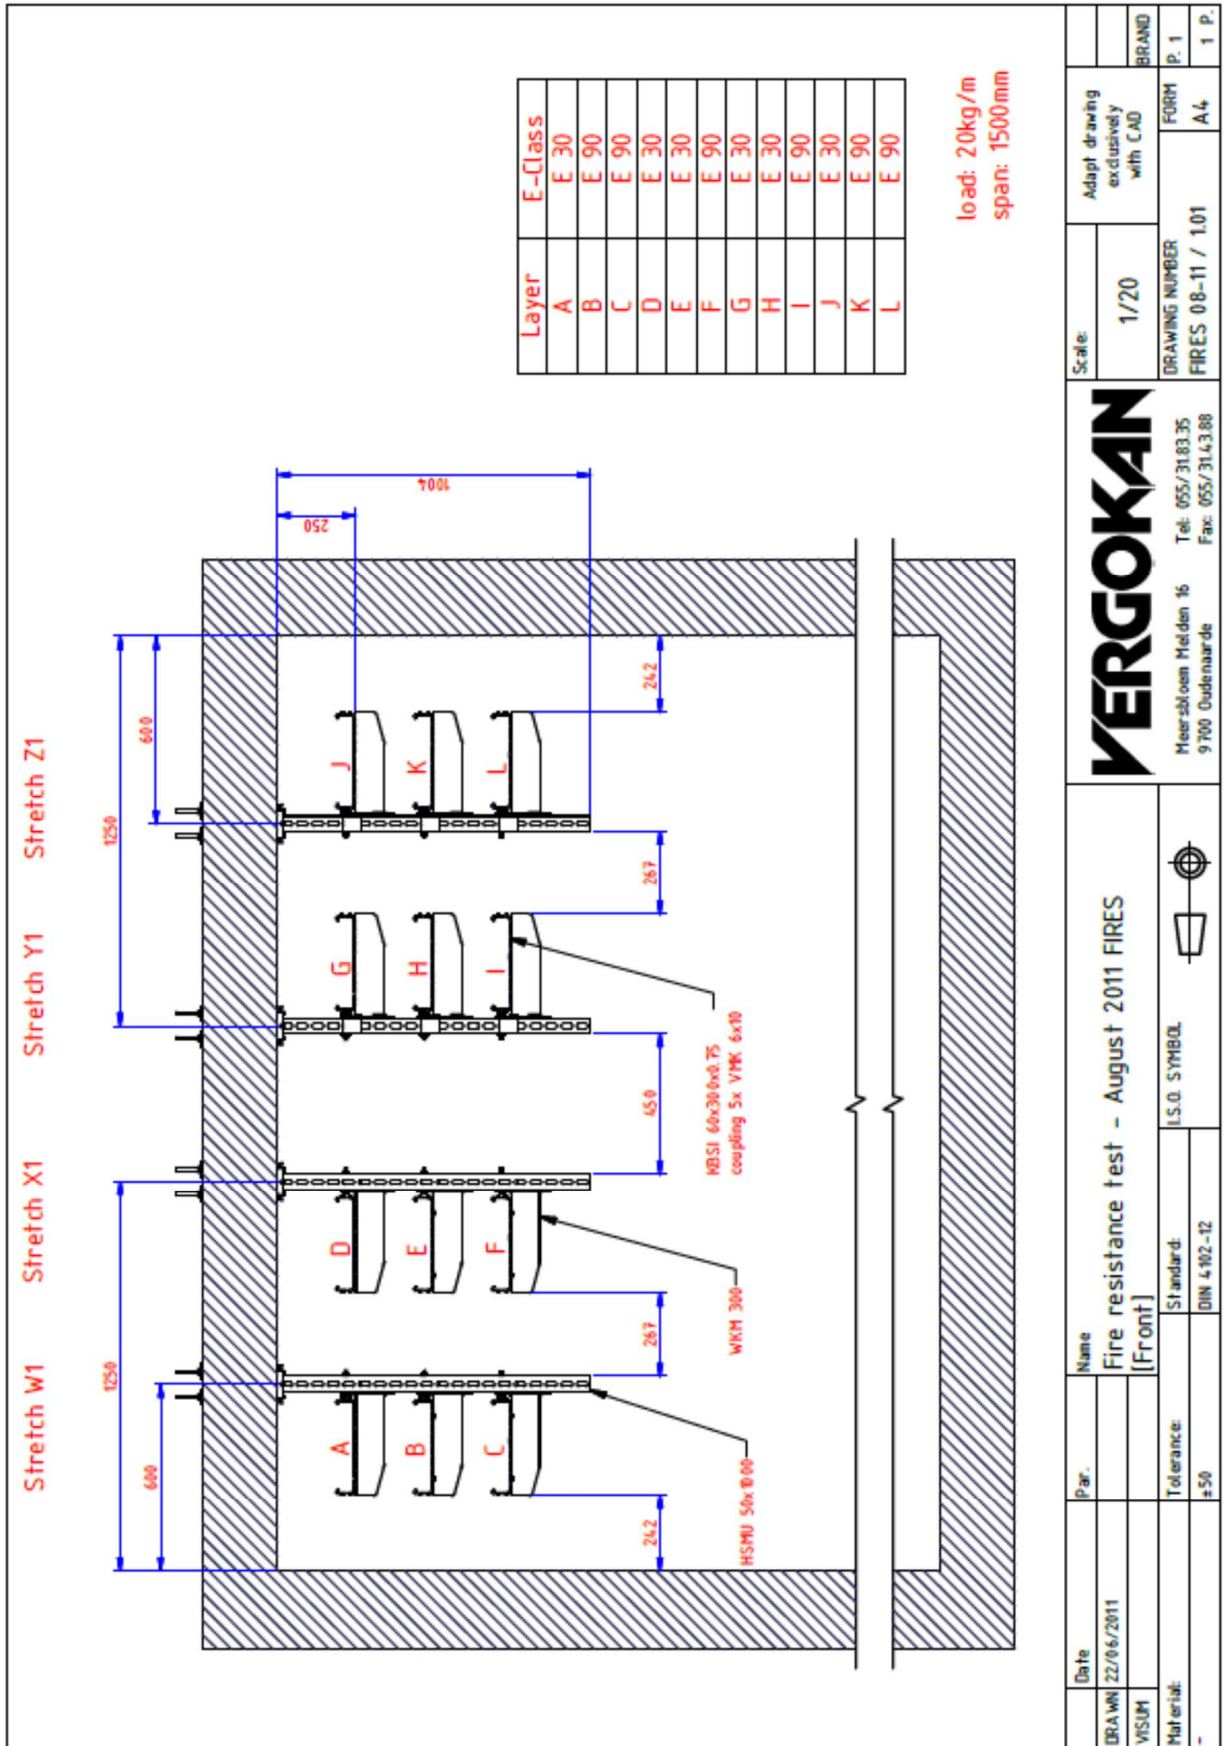 Stretch W1
Stretch X1
Stretch Y1
Stretch Z1
1250
1250
600
600
A
B
C
D
E
F
G
H
I
J
K
L
250
1004
242
267
450
267
242
HSMU 50x1000
WKM 300
KBSI 60x300x0.75
coupling 5x VMK 6x10
Layer E-Class
A E 30
B E 90
C E 90
D E 30
E E 30
F E 90
G E 30
H E 30
I E 90
J E 30
K E 90
L E 90
load: 20kg/m
span: 1500mm
Date
Par.
DRAWN 22/06/2011
VISUM
Name
Fire resistance test - August 2011 FIRES
[Front]
Material:
-
Tolerance:
±50
Standard:
DIN 4102-12
I.S.O. SYMBOL
VERGOKAN
Meersbloem Melden 16 Tel: 055/31.83.35
9700 Oudenaarde Fax: 055/31.43.88
Scale:
1/20
Adapt drawing
exclusively
with CAD
BRAND
DRAWING NUMBER
FIRES 08-11 / 1.01
FORM
A4
P. 1
1 P.